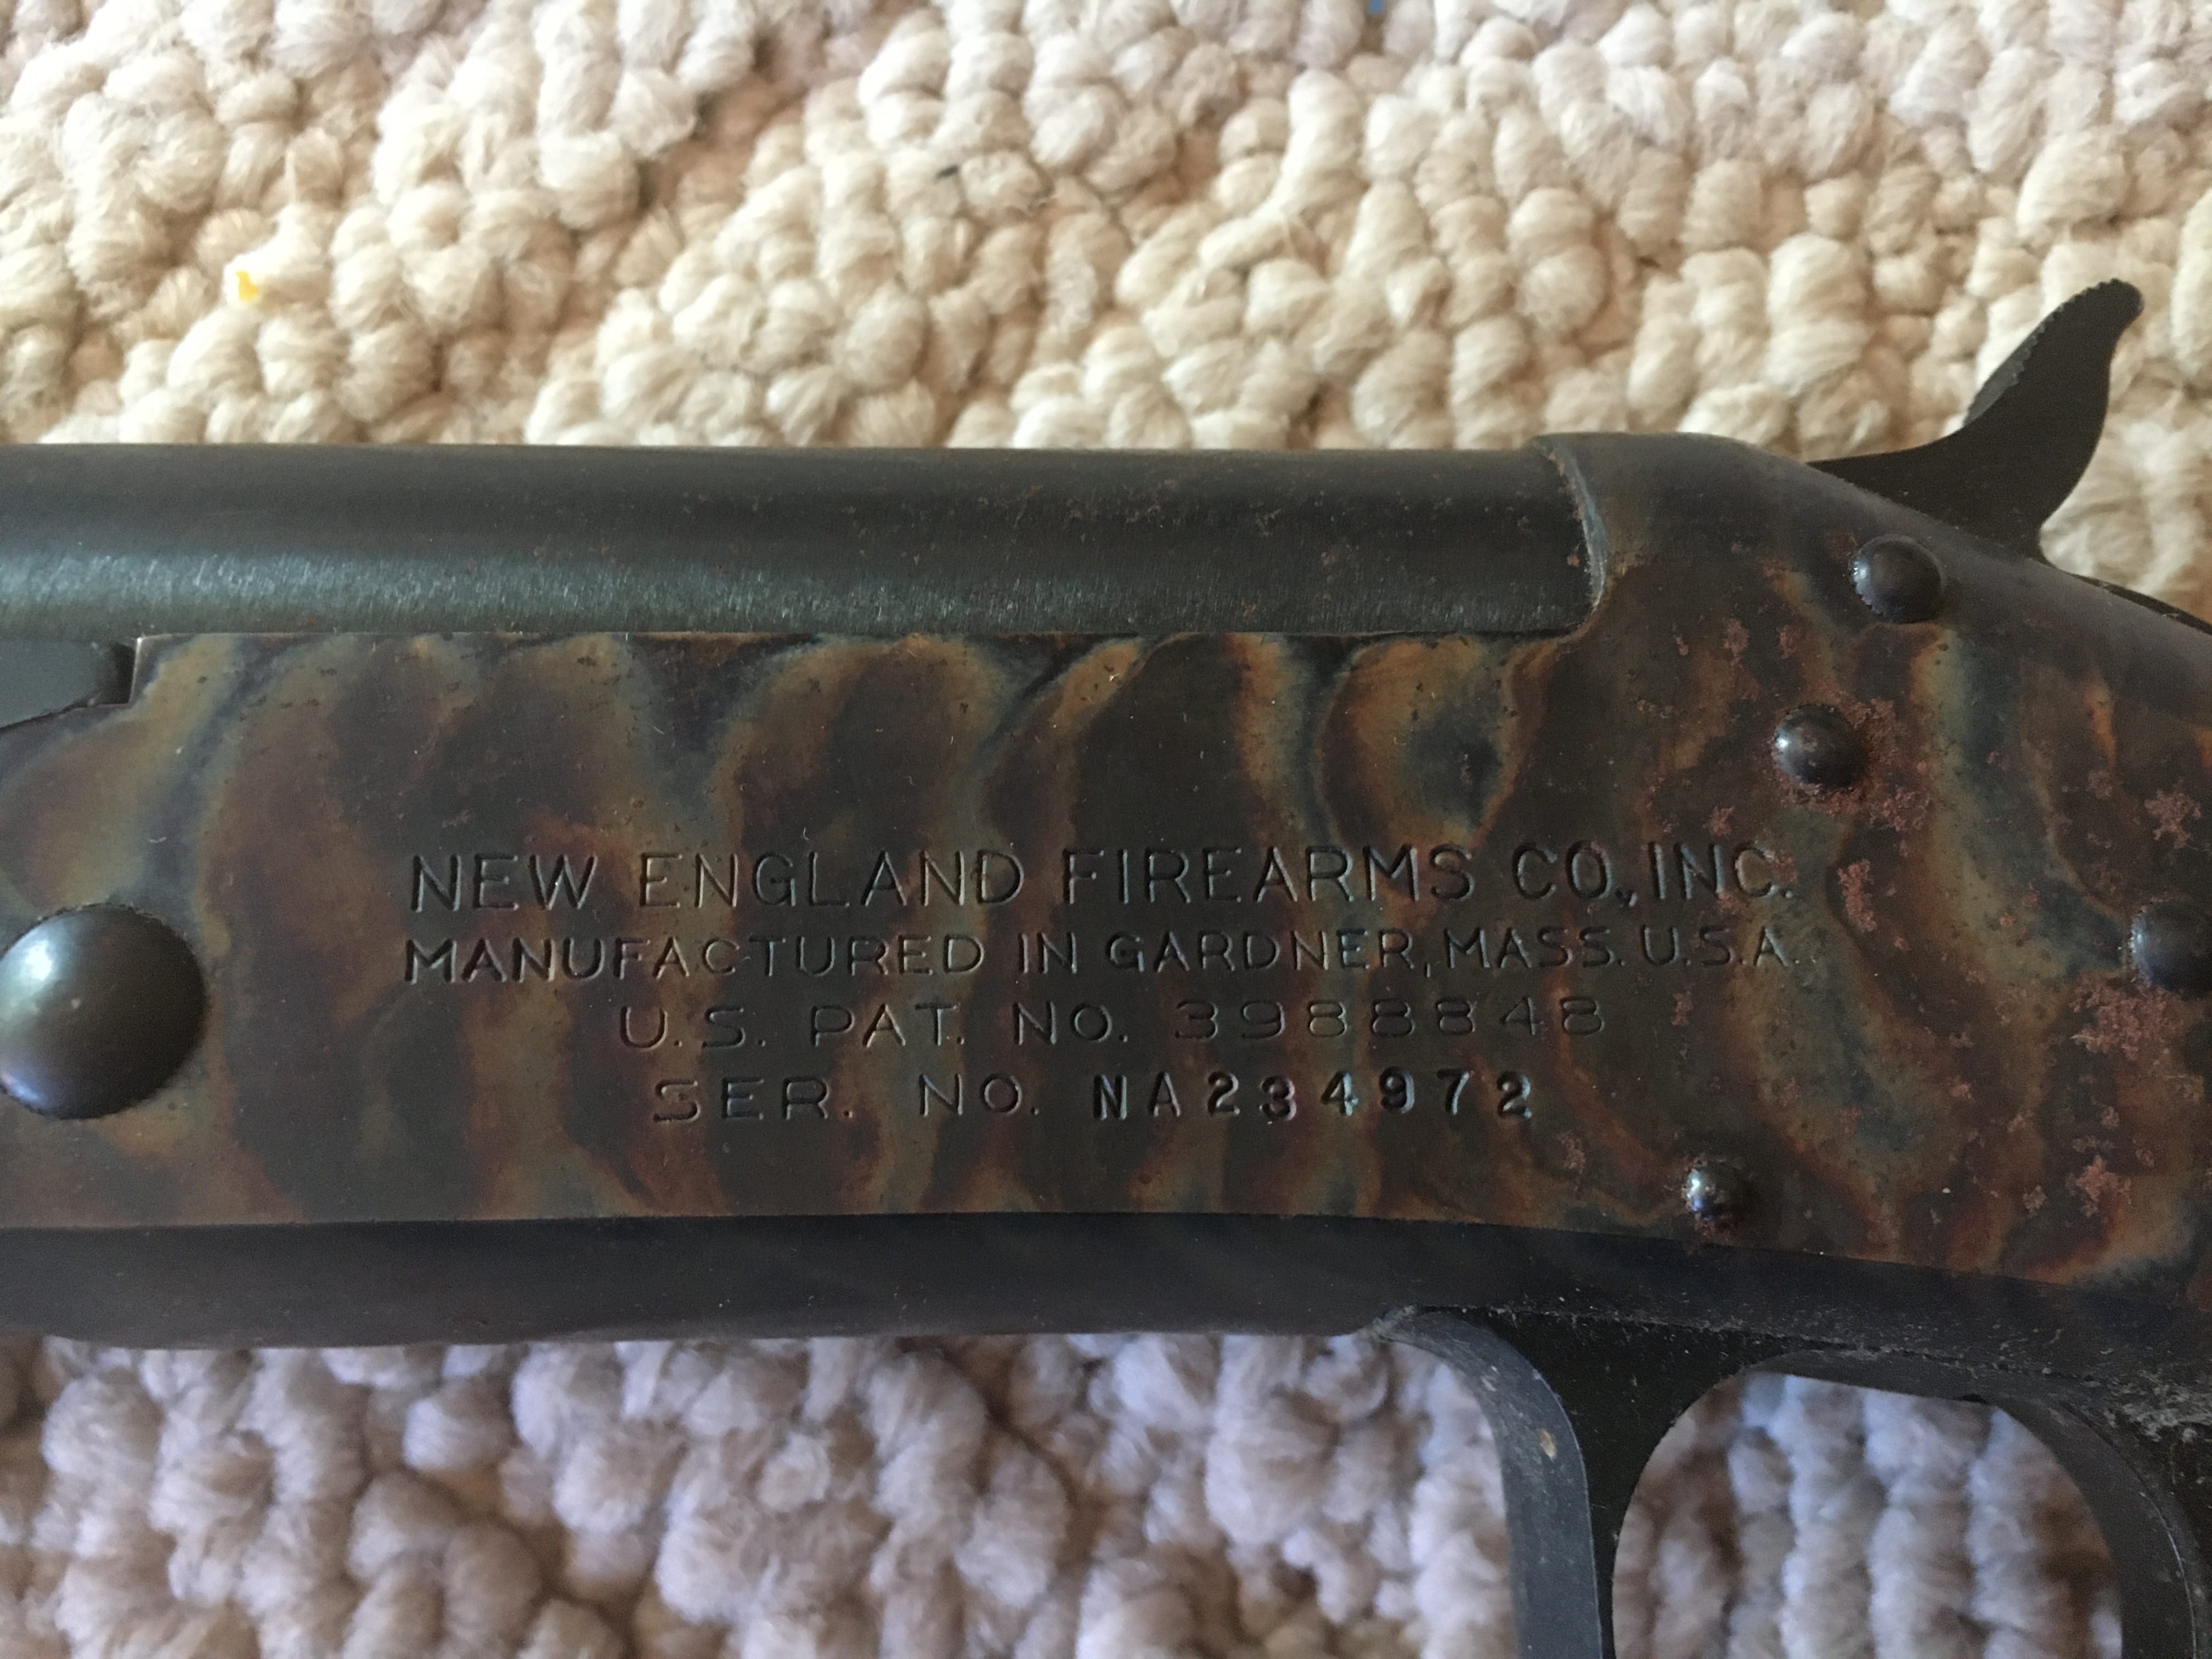 NEW ENGLAND FIREARMS CO., INC.
MANUFACTURED IN GARDNER, MASS. U.S.A.
U.S. PAT. NO. 3988848
SER. NO. NA234972